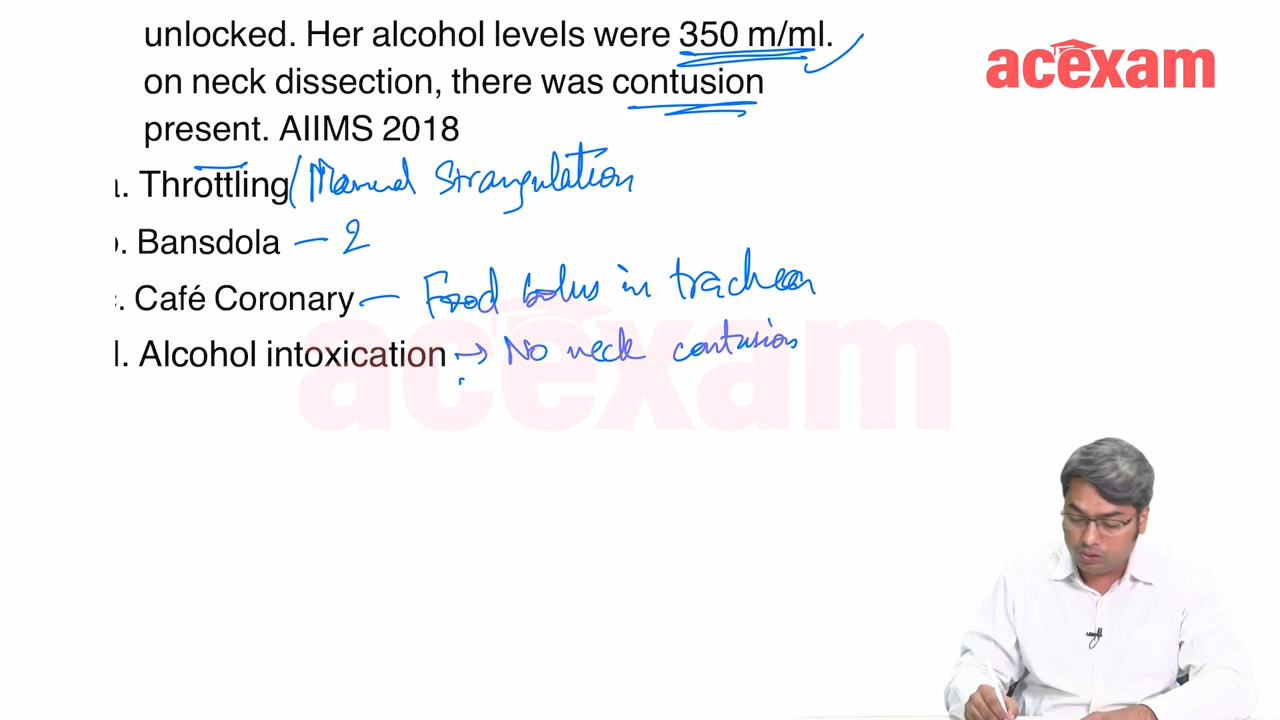 unlocked. Her alcohol levels were 350 m/ml.
acexam
on neck dissection, there was contusion
present. AIIMS 2018
. Throttling / Manual Strangulation
). Bansdola — 2
. Café Coronary — Food bolus in trachea
l. Alcohol intoxication → No neck contusion
acexam